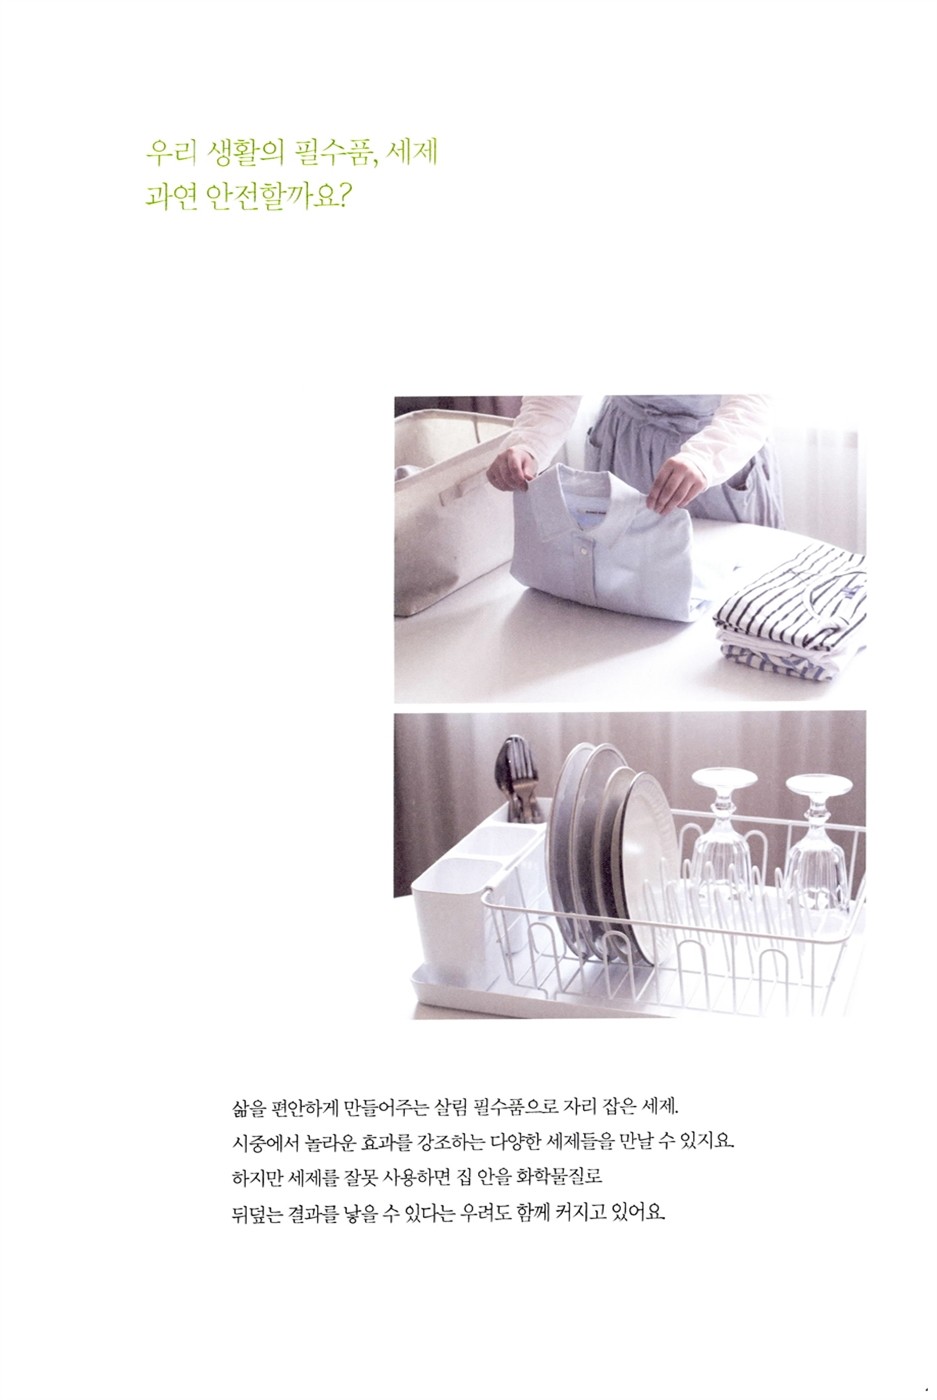 우리 생활의 필수품, 세제
과연 안전할까요?
삶을 편안하게 만들어주는 살림 필수품으로 자리 잡은 세제.
시중에서 놀라운 효과를 강조하는 다양한 세제들을 만날 수 있지요.
하지만 세제를 잘못 사용하면 집 안을 화학물질로
뒤덮는 결과를 낳을 수 있다는 우려도 함께 커지고 있어요.